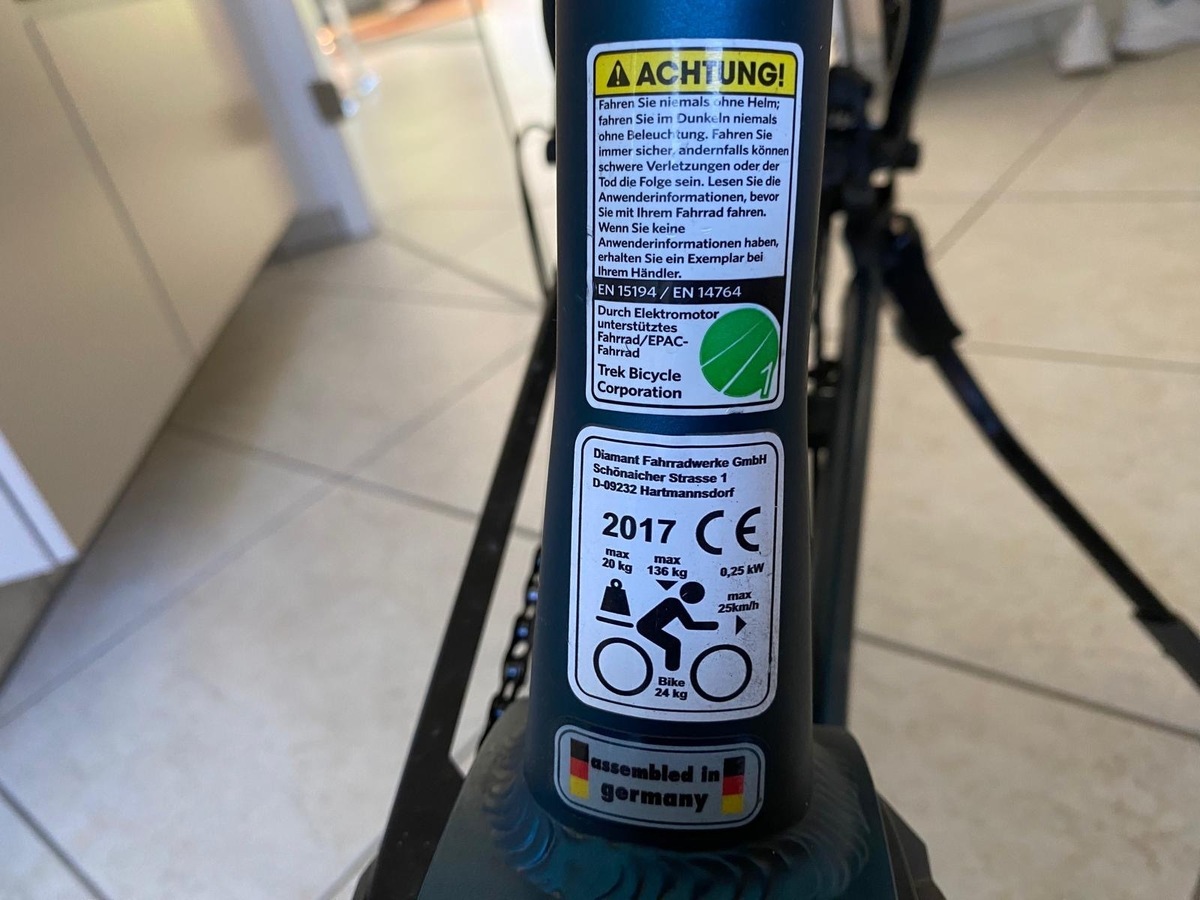 ACHTUNG!
Fahren Sie niemals ohne Helm;
fahren Sie im Dunkeln niemals
ohne Beleuchtung. Fahren Sie
immer sicher, andernfalls können
schwere Verletzungen oder der
Tod die Folge sein. Lesen Sie die
Anwenderinformationen, bevor
Sie mit Ihrem Fahrrad fahren.
Wenn Sie keine
Anwenderinformationen haben,
erhalten Sie ein Exemplar bei
Ihrem Händler.
EN 15194 / EN 14764
Durch Elektromotor
unterstütztes
Fahrrad/EPAC-
Fahrrad
1
Trek Bicycle
Corporation
Diamant Fahrradwerke GmbH
Schönaicher Strasse 1
D-09232 Hartmannsdorf
2017 CE
max
20 kg
max
136 kg
0,25 kW
max
25km/h
Bike
24 kg
assembled in
germany